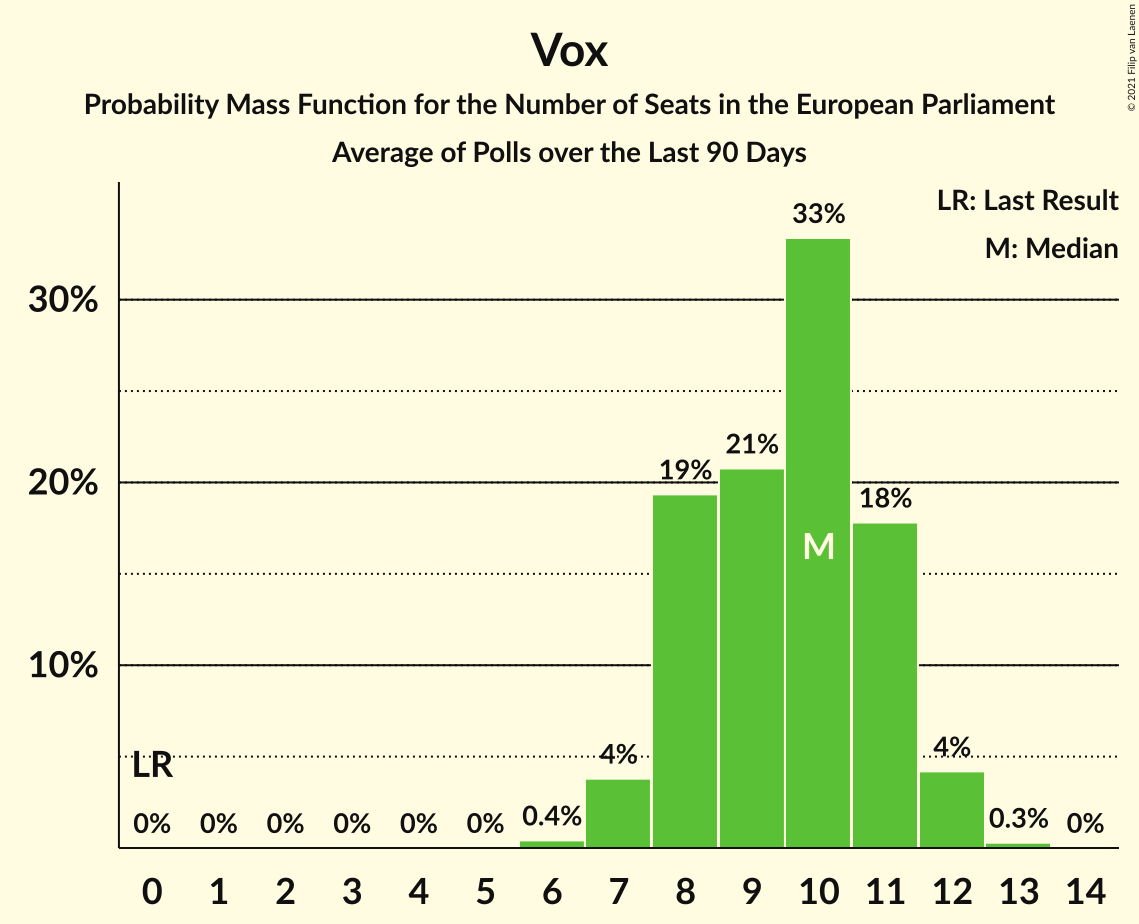 Vox
Probability Mass Function for the Number of Seats in the European Parliament
Average of Polls over the Last 90 Days
© 2021 Filip van Laenen
LR: Last Result
M: Median
33%
30%
21%
19%
20%
18%
M
10%
LR
4%
4%
0% 0% 0% 0% 0% 0% 0.4% 0.3% 0%
0 1 2 3 4 5 6 7 8 9 10 11 12 13 14